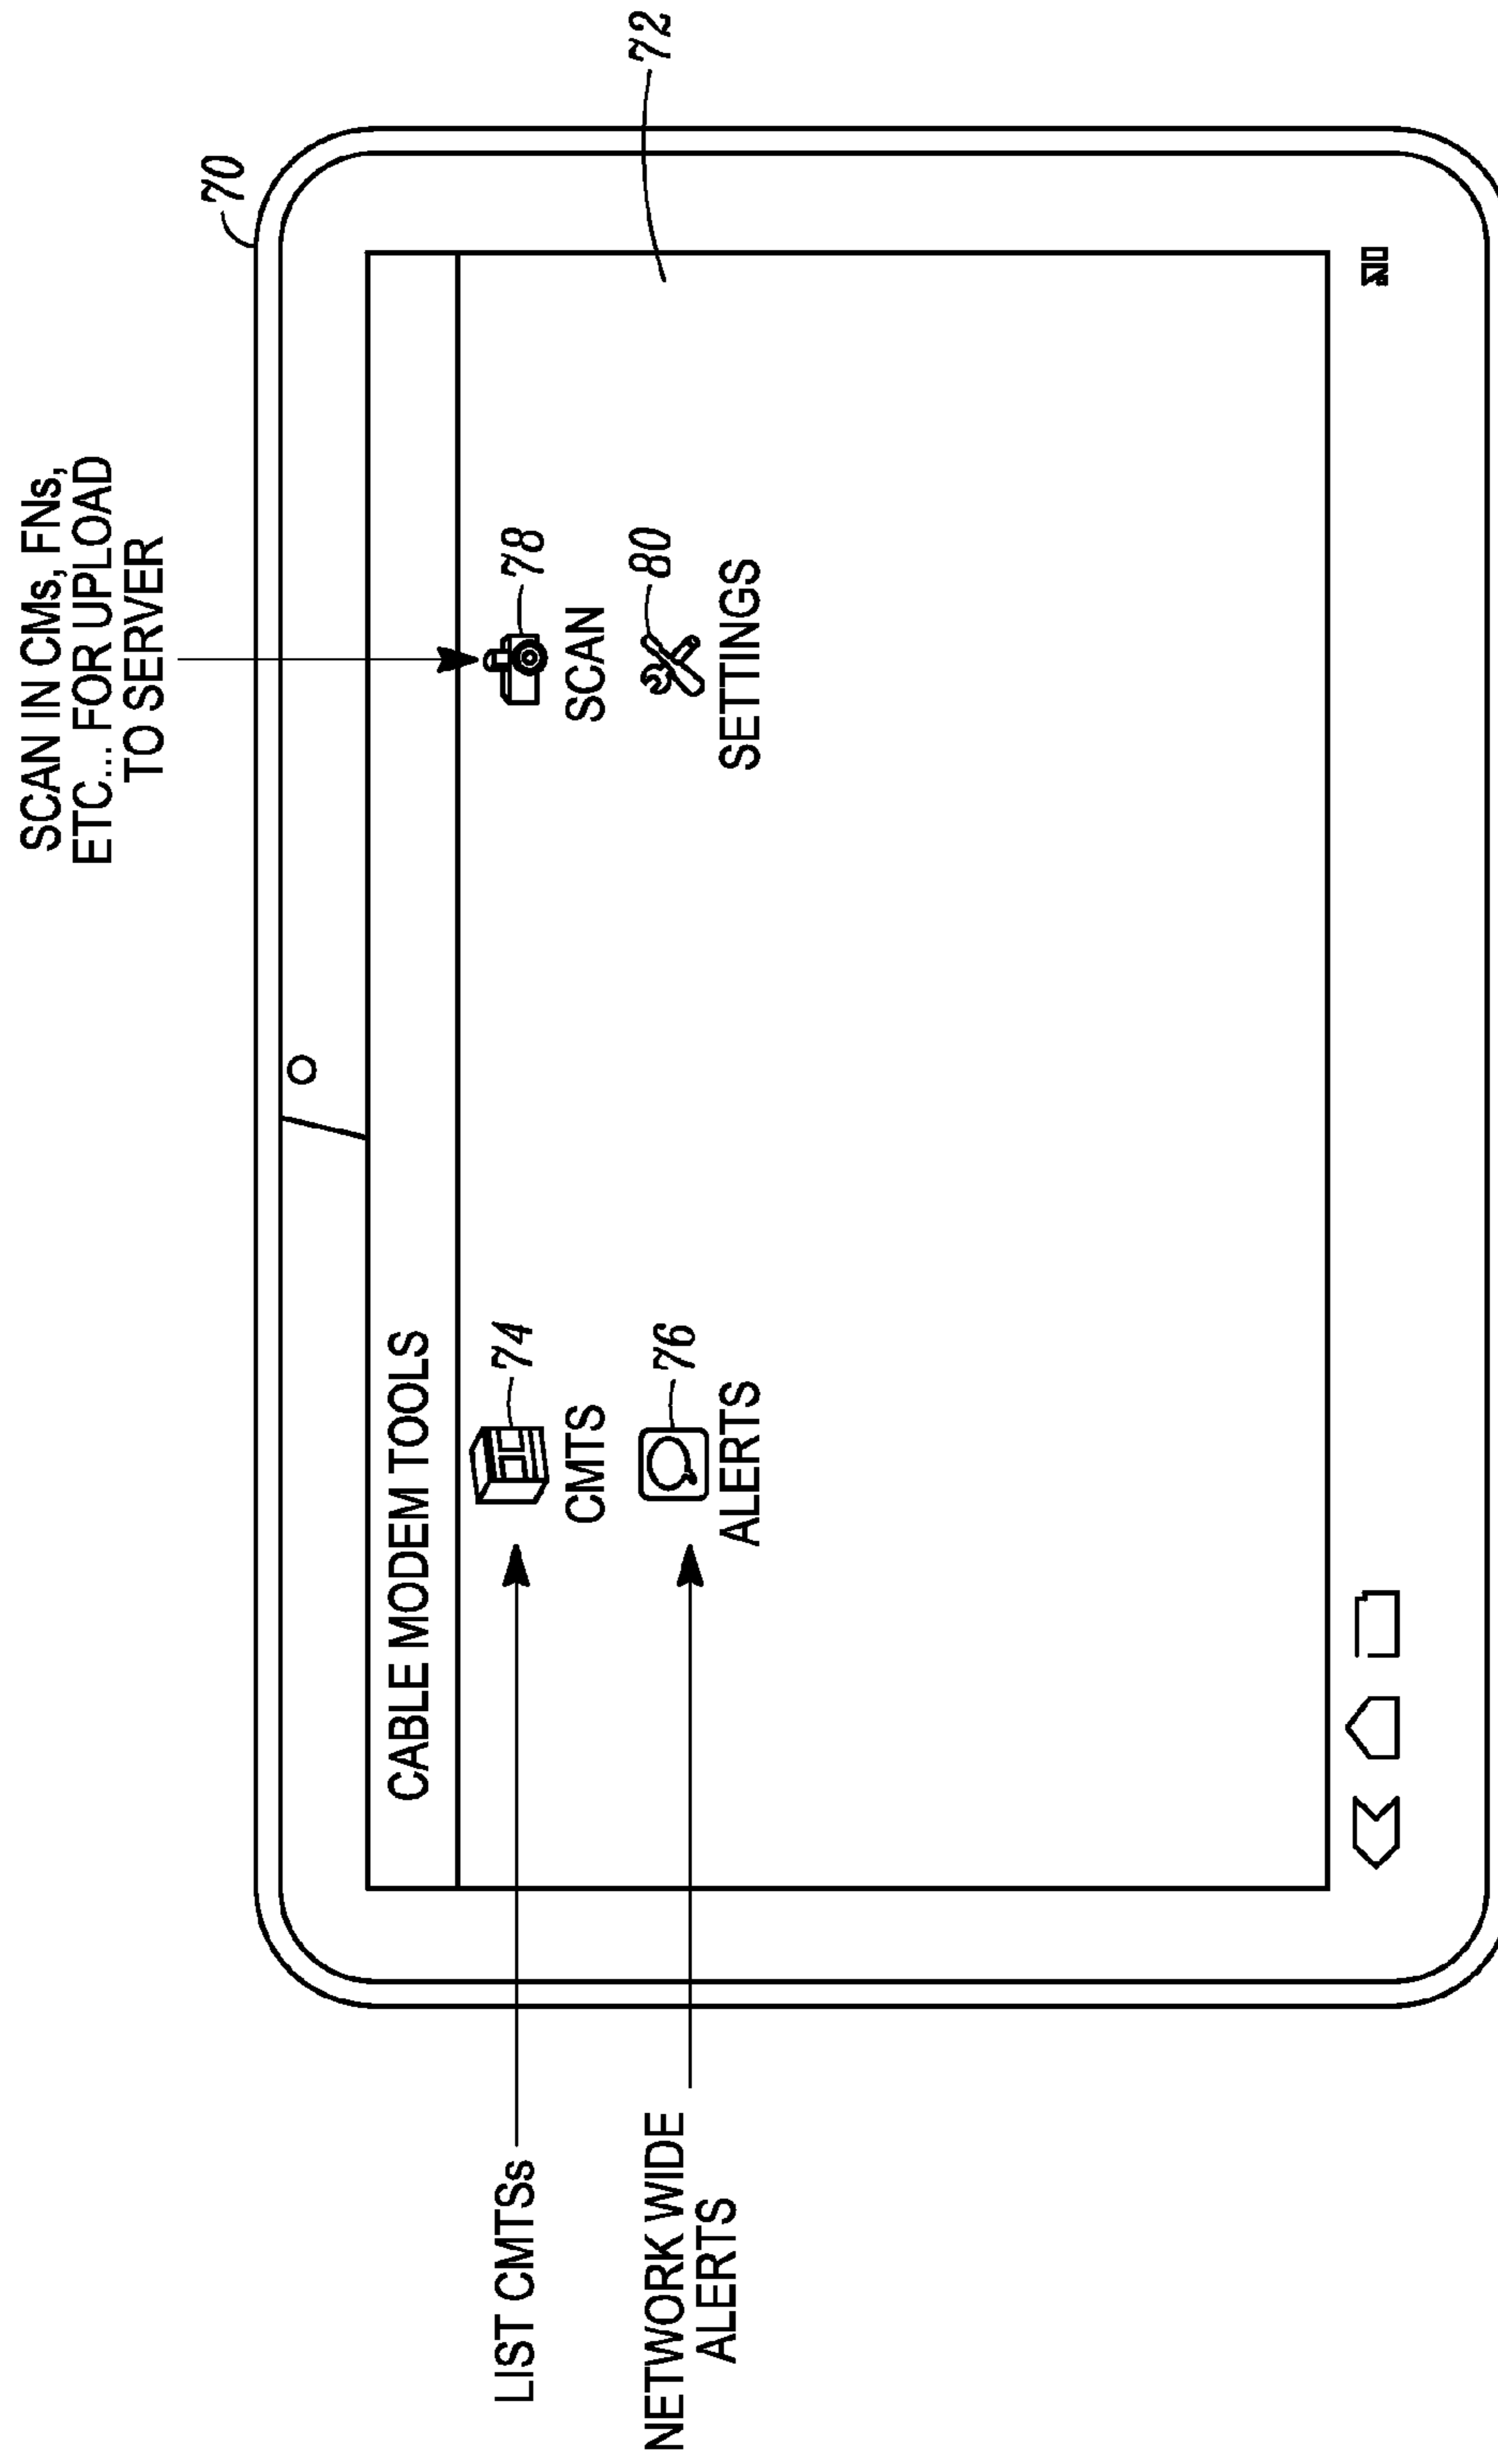 SCAN IN CMs, FNs,
ETC... FOR UPLOAD
TO SERVER
70
72
CABLE MODEM TOOLS
LIST CMTSs
74
CMTS
78
SCAN
NETWORK WIDE
ALERTS
76
ALERTS
80
SETTINGS